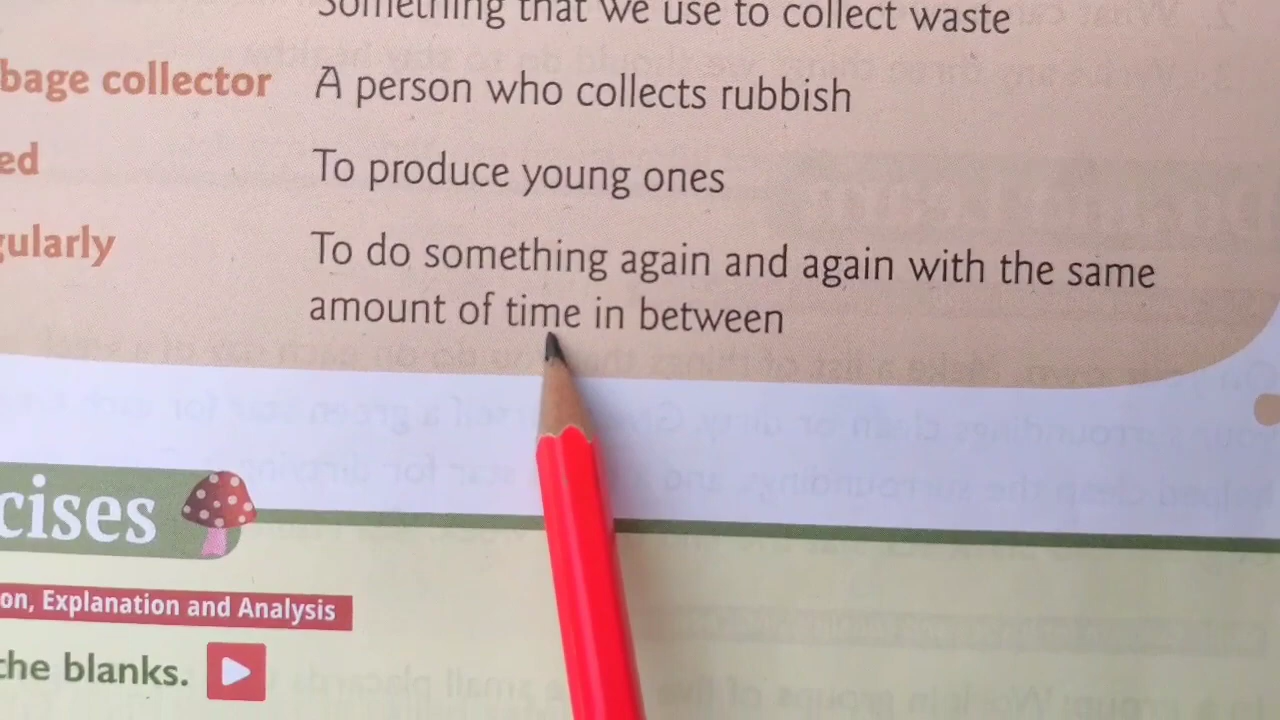 Something that we use to collect waste
bage collector A person who collects rubbish
ed To produce young ones
gularly To do something again and again with the same
amount of time in between
cises
on, Explanation and Analysis
the blanks.